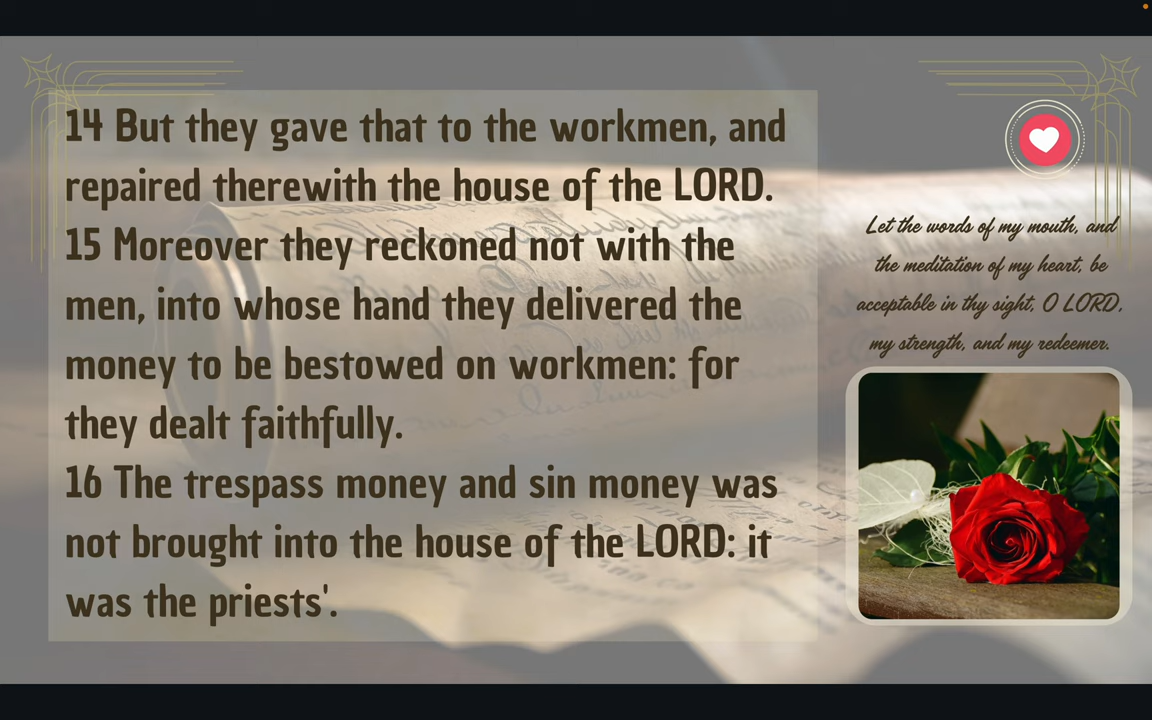 14 But they gave that to the workmen, and
repaired therewith the house of the LORD.
15 Moreover they reckoned not with the
men, into whose hand they delivered the
money to be bestowed on workmen: for
they dealt faithfully.
16 The trespass money and sin money was
not brought into the house of the LORD: it
was the priests'.
Let the words of my mouth, and
the meditation of my heart, be
acceptable in thy sight, O LORD,
my strength, and my redeemer.